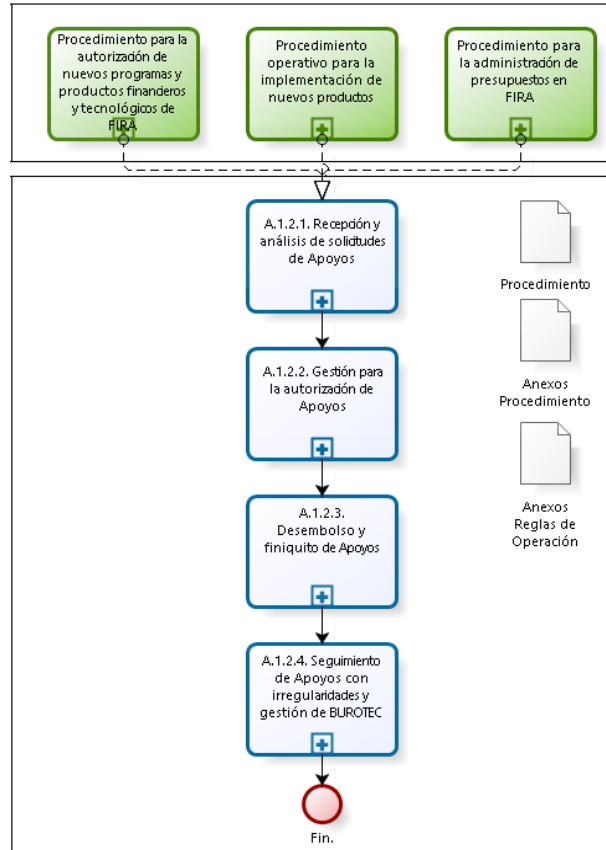 Procedimiento para la
autorización de
nuevos programas y
productos financieros
y tecnológicos de
FIRA
Procedimiento
operativo para la
implementación de
nuevos productos
Procedimiento para
la administración de
presupuestos en
FIRA
A.1.2.1. Recepción y
análisis de solicitudes
de Apoyos
Procedimiento
A.1.2.2. Gestión para
la autorización de
Apoyos
Anexos
Procedimiento
A.1.2.3.
Desembolso y
finiquito de Apoyos
Anexos
Reglas de
Operación
A.1.2.4. Seguimiento
de Apoyos con
irregularidades y
gestión de BUROTEC
Fin.